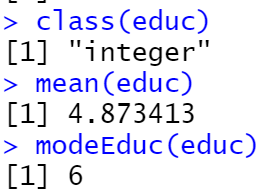 > class(educ)
[1] "integer"
> mean(educ)
[1] 4.873413
> modeEduc(educ)
[1] 6